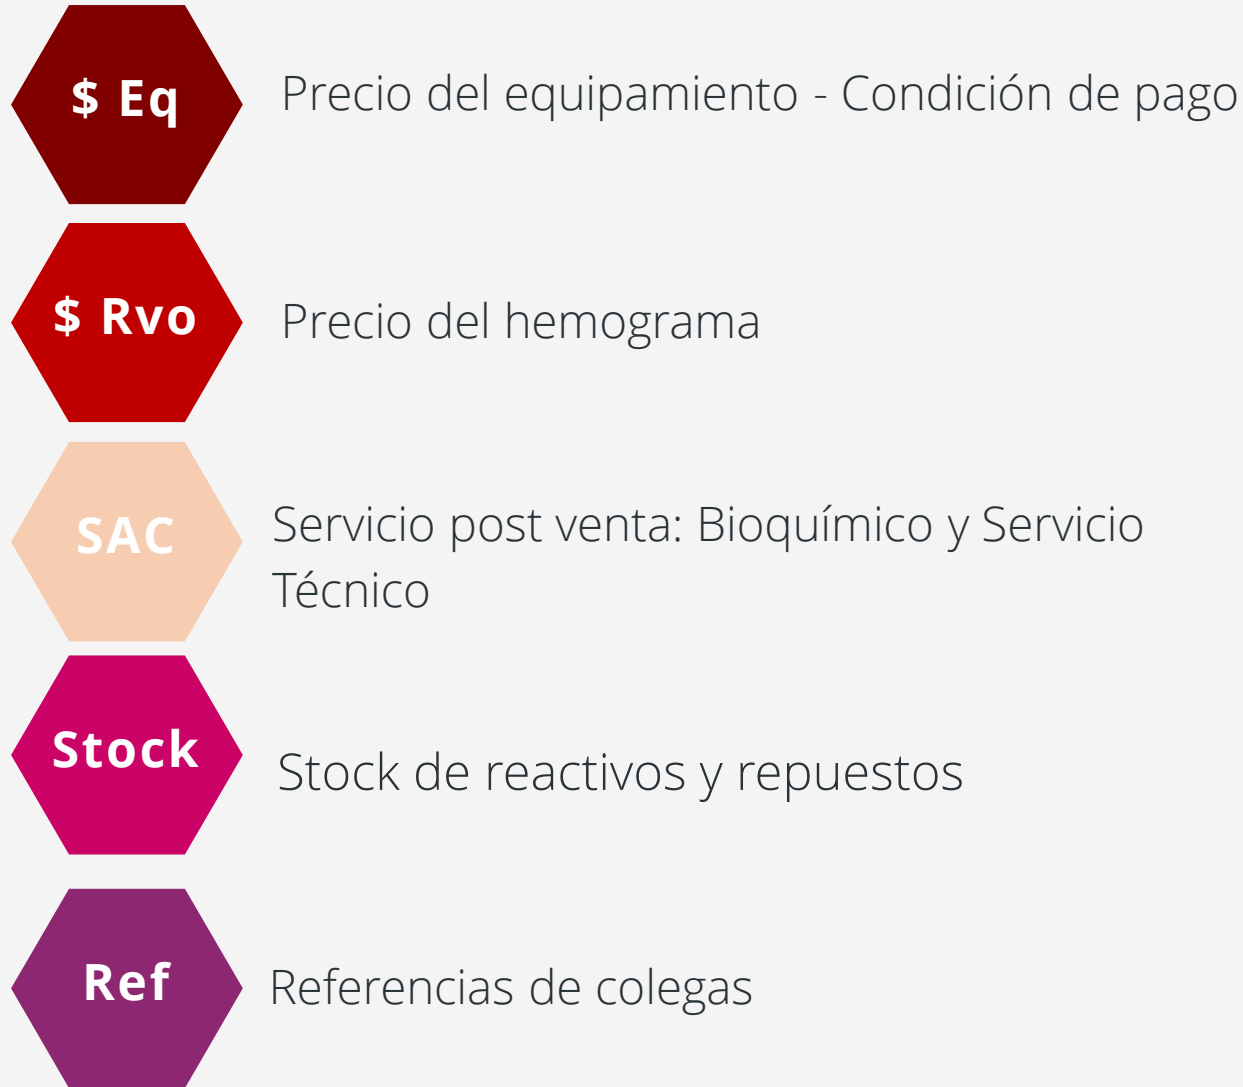 $ Eq
Precio del equipamiento - Condición de pago
$ Rvo
Precio del hemograma
SAC
Servicio post venta: Bioquímico y Servicio
Técnico
Stock
Stock de reactivos y repuestos
Ref
Referencias de colegas